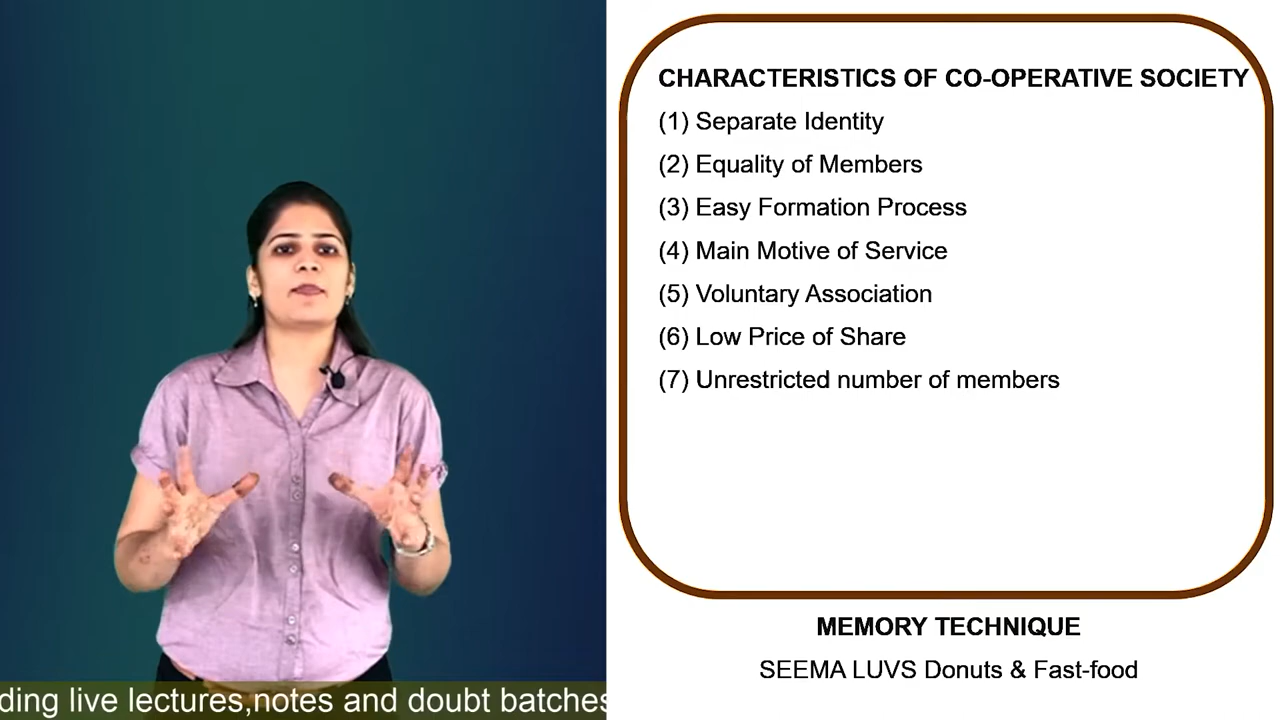 CHARACTERISTICS OF CO-OPERATIVE SOCIETY
(1) Separate Identity
(2) Equality of Members
(3) Easy Formation Process
(4) Main Motive of Service
(5) Voluntary Association
(6) Low Price of Share
(7) Unrestricted number of members
MEMORY TECHNIQUE
SEEMA LUVS Donuts & Fast-food
ding live lectures,notes and doubt batches